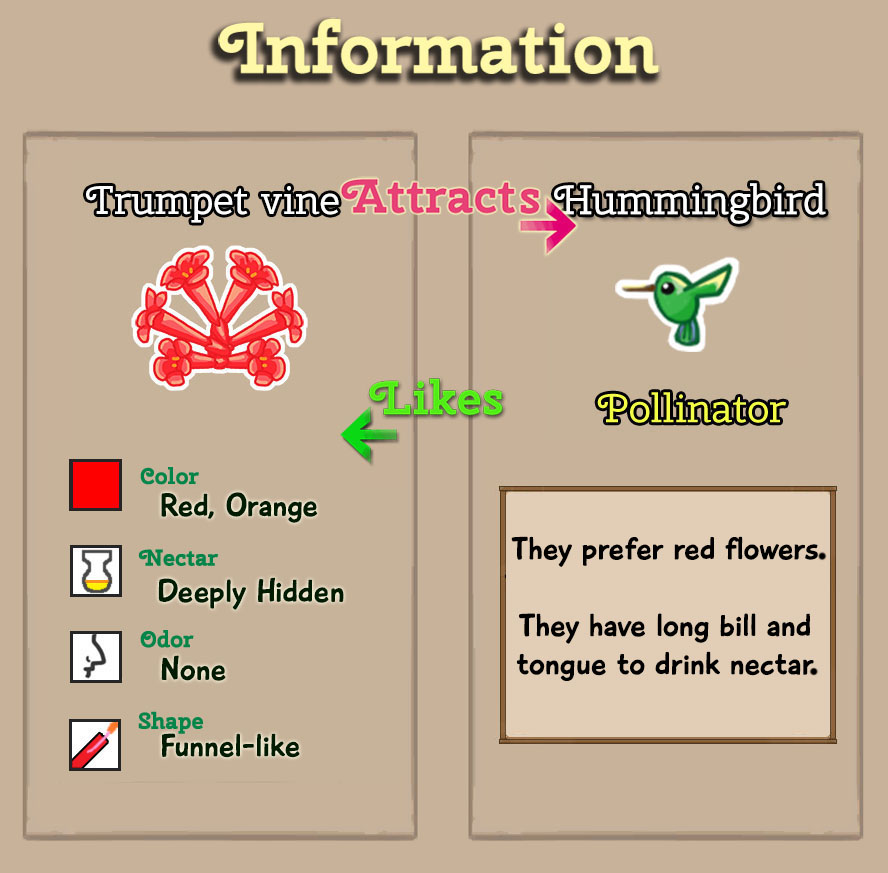 Information
Trumpet vine Attracts Hummingbird
Likes
Pollinator
Color
Red, Orange
Nectar
Deeply Hidden
Odor
None
Shape
Funnel-like
They prefer red flowers.
They have long bill and
tongue to drink nectar.